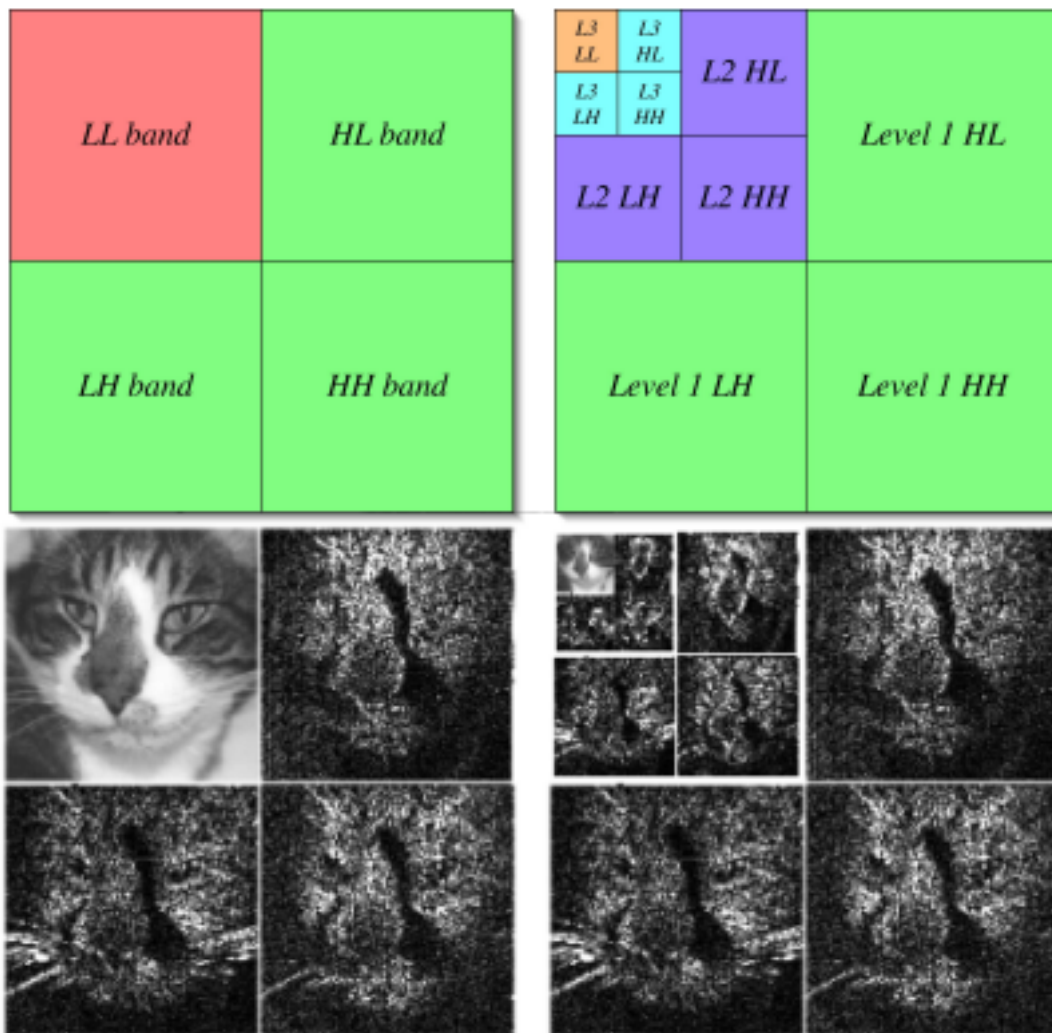 LL band
HL band
LH band
HH band
L3
LL
L3
HL
L3
LH
L3
HH
L2 HL
L2 LH
L2 HH
Level 1 HL
Level 1 LH
Level 1 HH